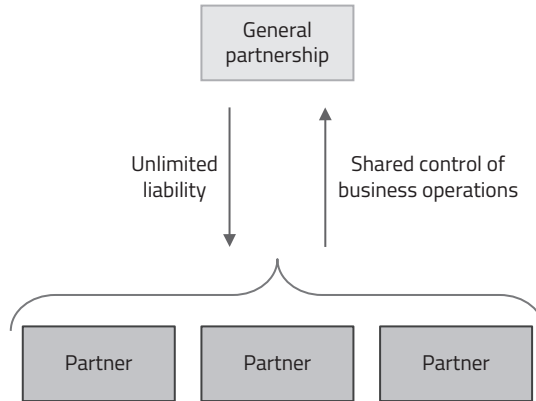 General
partnership
Unlimited
liability
Shared control of
business operations
Partner
Partner
Partner